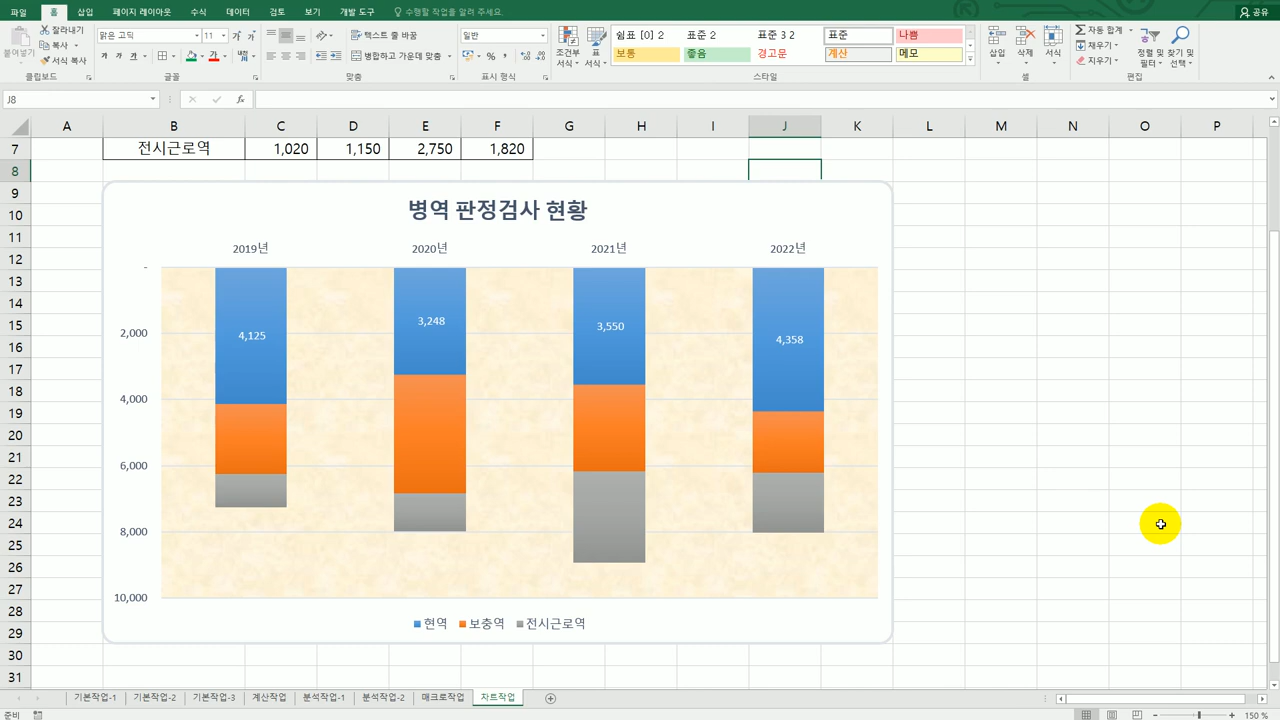 파일 홈 삽입 페이지 레이아웃 수식 데이터 검토 보기 개발 도구 수행할 작업을 알려 주세요. 공유
붙여넣기 잘라내기 복사 서식 복사
맑은 고딕 11
가 가 가
텍스트 줄 바꿈
병합하고 가운데 맞춤
일반
조건부 서식 표 서식
쉼표 [0] 2 표준 2 표준 3 2 표준 나쁨
보통 좋음 경고문 계산 메모
삽입 삭제 서식
자동 합계
채우기
지우기
정렬 및 필터 찾기 및 선택
클립보드 글꼴 맞춤 표시 형식 스타일 셀 편집
J8 fx
A B C D E F G H I J K L M N O P
7 전시근로역 1,020 1,150 2,750 1,820
8
9
10
11
12
13
14
15
16
17
18
19
20
21
22
23
24
25
26
27
28
29
30
31
병역 판정검사 현황
2019년 2020년 2021년 2022년
-
2,000
4,000
6,000
8,000
10,000
4,125 3,248 3,550 4,358
현역 보충역 전시근로역
기본작업-1 기본작업-2 기본작업-3 계산작업 분석작업-1 분석작업-2 매크로작업 차트작업
준비 150 %